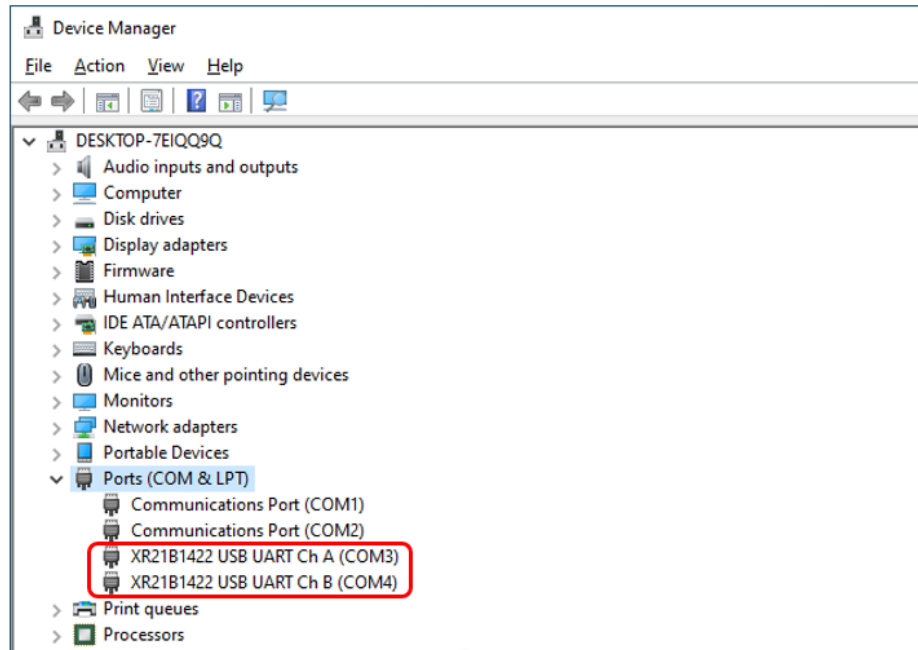 Device Manager
File Action View Help
DESKTOP-7EIQQ9Q
Audio inputs and outputs
Computer
Disk drives
Display adapters
Firmware
Human Interface Devices
IDE ATA/ATAPI controllers
Keyboards
Mice and other pointing devices
Monitors
Network adapters
Portable Devices
Ports (COM & LPT)
Communications Port (COM1)
Communications Port (COM2)
XR21B1422 USB UART Ch A (COM3)
XR21B1422 USB UART Ch B (COM4)
Print queues
Processors